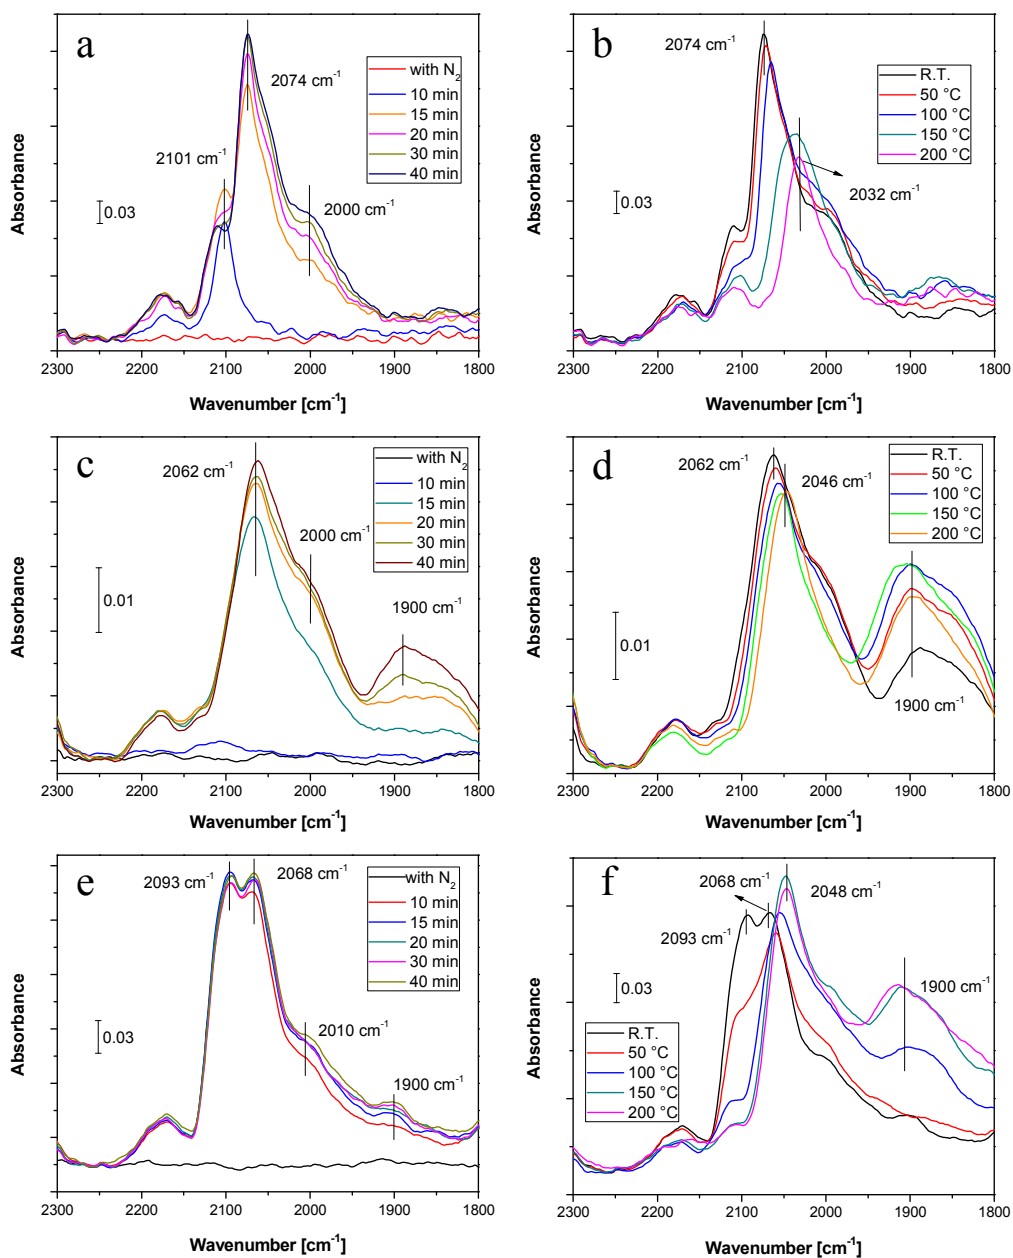 a
2074 cm⁻¹
2101 cm⁻¹
2000 cm⁻¹
0.03
with N₂
10 min
15 min
20 min
30 min
40 min
Absorbance
2300 2200 2100 2000 1900 1800
Wavenumber [cm⁻¹]
b
2074 cm⁻¹
2032 cm⁻¹
0.03
R.T.
50 °C
100 °C
150 °C
200 °C
Absorbance
2300 2200 2100 2000 1900 1800
Wavenumber [cm⁻¹]
c
2062 cm⁻¹
2000 cm⁻¹
1900 cm⁻¹
0.01
with N₂
10 min
15 min
20 min
30 min
40 min
Absorbance
2300 2200 2100 2000 1900 1800
Wavenumber [cm⁻¹]
d
2062 cm⁻¹
2046 cm⁻¹
1900 cm⁻¹
0.01
R.T.
50 °C
100 °C
150 °C
200 °C
Absorbance
2300 2200 2100 2000 1900 1800
Wavenumber [cm⁻¹]
e
2093 cm⁻¹
2068 cm⁻¹
2010 cm⁻¹
1900 cm⁻¹
0.03
with N₂
10 min
15 min
20 min
30 min
40 min
Absorbance
2300 2200 2100 2000 1900 1800
Wavenumber [cm⁻¹]
f
2068 cm⁻¹
2048 cm⁻¹
2093 cm⁻¹
1900 cm⁻¹
0.03
R.T.
50 °C
100 °C
150 °C
200 °C
Absorbance
2300 2200 2100 2000 1900 1800
Wavenumber [cm⁻¹]